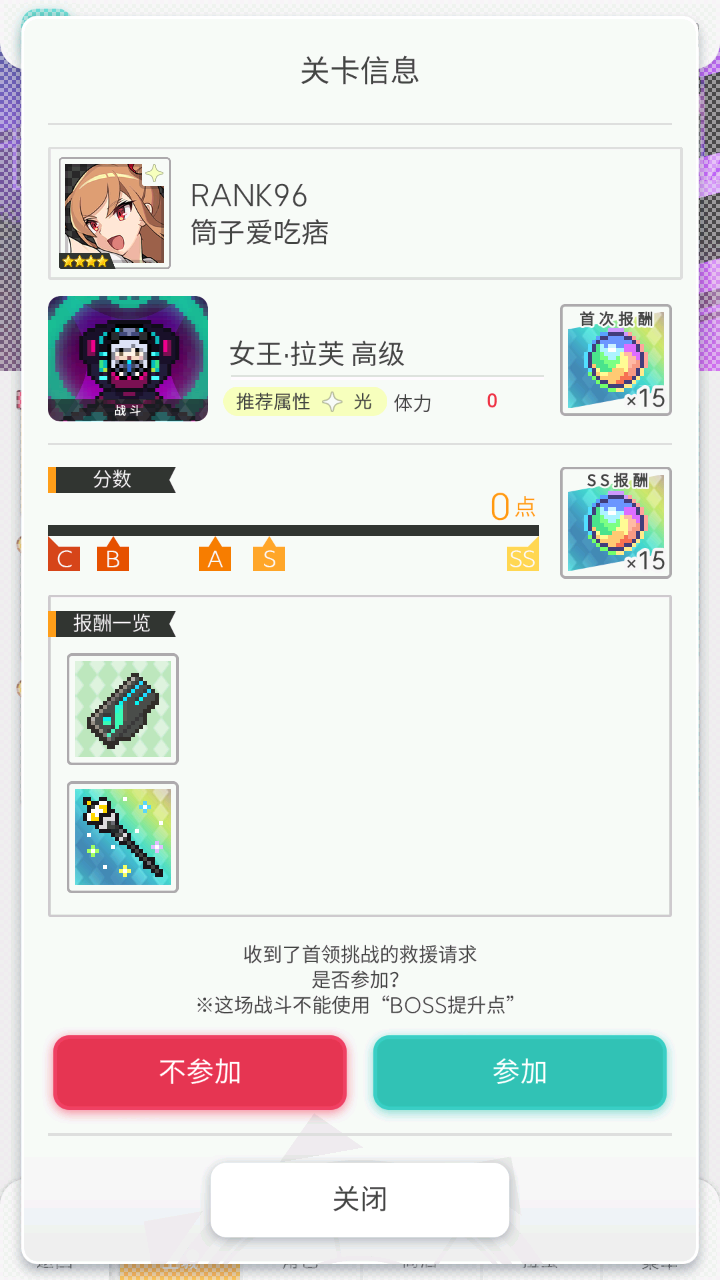 关卡信息
RANK96
筒子爱吃痞
首次报酬
×15
女王·拉芙 高级
推荐属性 光 体力 0
战斗
分数
SS报酬
0点
×15
C B A S SS
报酬一览
收到了首领挑战的救援请求
是否参加？
※这场战斗不能使用“BOSS提升点”
不参加
参加
关闭